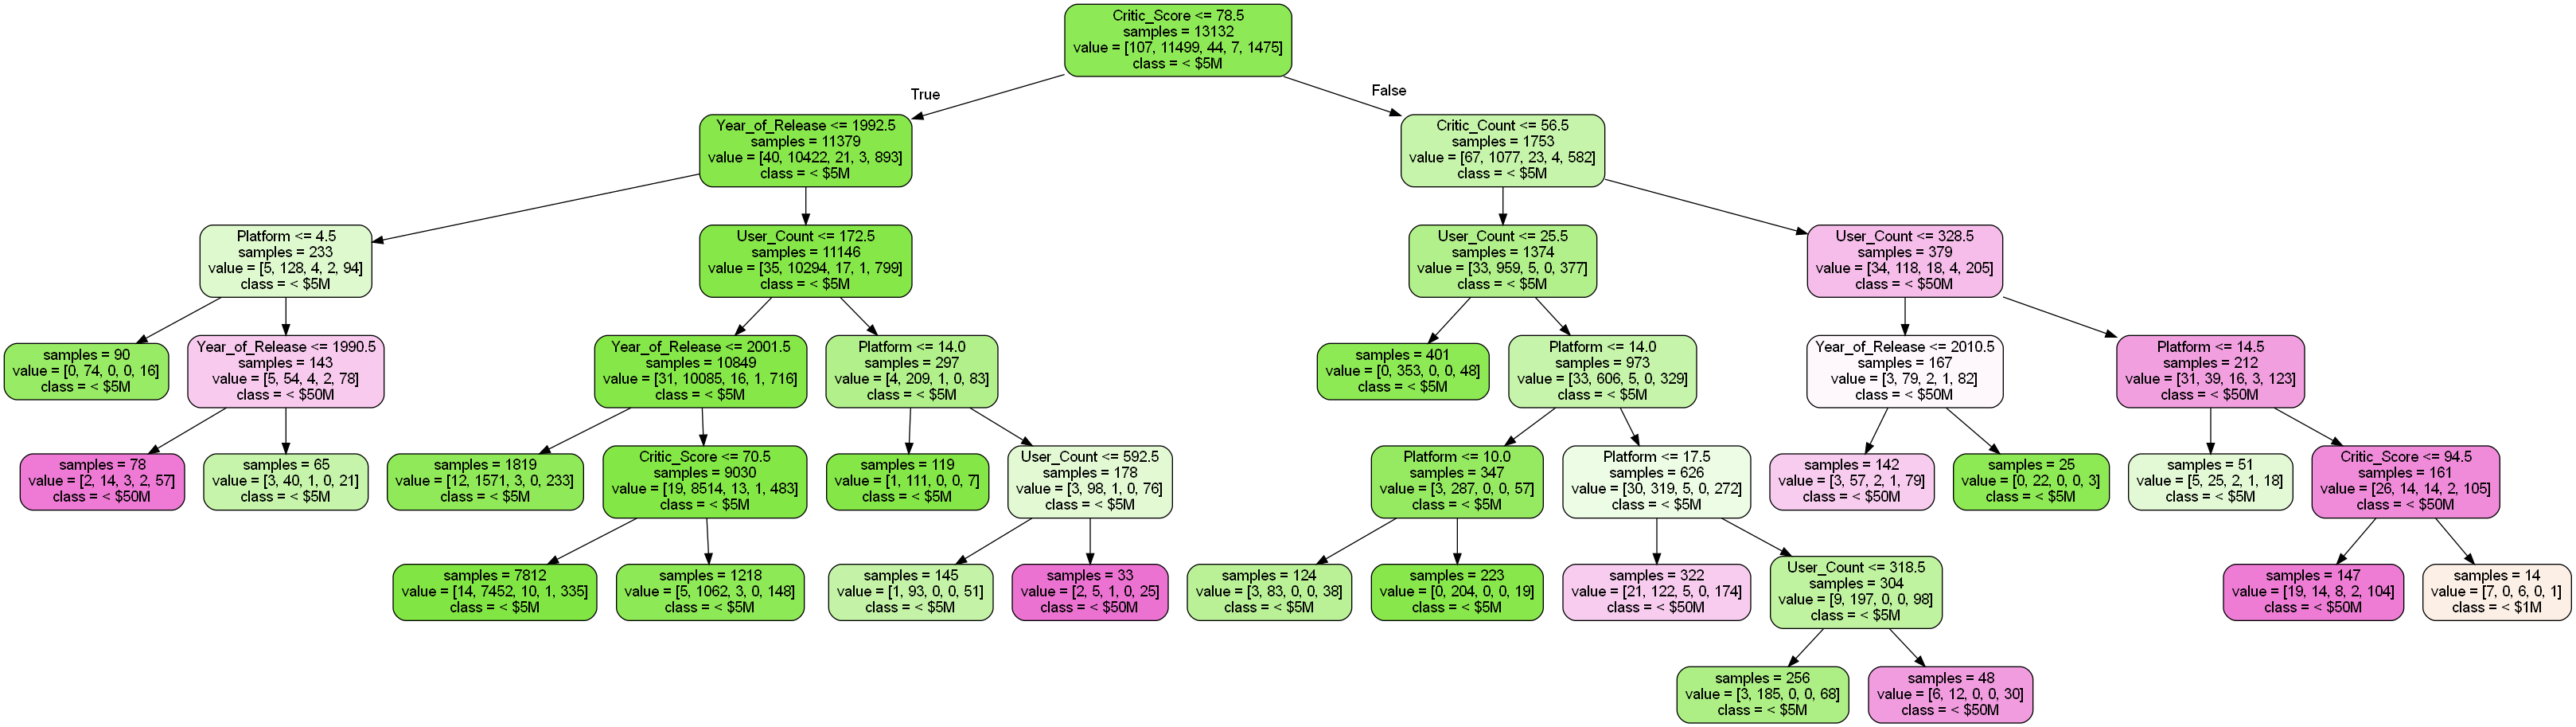 Critic_Score <= 78.5
samples = 13132
value = [107, 11499, 44, 7, 1475]
class = < $5M
True
False
Year_of_Release <= 1992.5
samples = 11379
value = [40, 10422, 21, 3, 893]
class = < $5M
Critic_Count <= 56.5
samples = 1753
value = [67, 1077, 23, 4, 582]
class = < $5M
Platform <= 4.5
samples = 233
value = [5, 128, 4, 2, 94]
class = < $5M
User_Count <= 172.5
samples = 11146
value = [35, 10294, 17, 1, 799]
class = < $5M
User_Count <= 25.5
samples = 1374
value = [33, 959, 5, 0, 377]
class = < $5M
User_Count <= 328.5
samples = 379
value = [34, 118, 18, 4, 205]
class = < $50M
samples = 90
value = [0, 74, 0, 0, 16]
class = < $5M
Year_of_Release <= 1990.5
samples = 143
value = [5, 54, 4, 2, 78]
class = < $50M
Year_of_Release <= 2001.5
samples = 10849
value = [31, 10085, 16, 1, 716]
class = < $5M
Platform <= 14.0
samples = 297
value = [4, 209, 1, 0, 83]
class = < $5M
samples = 401
value = [0, 353, 0, 0, 48]
class = < $5M
Platform <= 14.0
samples = 973
value = [33, 606, 5, 0, 329]
class = < $5M
Year_of_Release <= 2010.5
samples = 167
value = [3, 79, 2, 1, 82]
class = < $50M
Platform <= 14.5
samples = 212
value = [31, 39, 16, 3, 123]
class = < $50M
samples = 78
value = [2, 14, 3, 2, 57]
class = < $50M
samples = 65
value = [3, 40, 1, 0, 21]
class = < $5M
samples = 1819
value = [12, 1571, 3, 0, 233]
class = < $5M
Critic_Score <= 70.5
samples = 9030
value = [19, 8514, 13, 1, 483]
class = < $5M
samples = 119
value = [1, 111, 0, 0, 7]
class = < $5M
User_Count <= 592.5
samples = 178
value = [3, 98, 1, 0, 76]
class = < $5M
Platform <= 10.0
samples = 347
value = [3, 287, 0, 0, 57]
class = < $5M
Platform <= 17.5
samples = 626
value = [30, 319, 5, 0, 272]
class = < $5M
samples = 142
value = [3, 57, 2, 1, 79]
class = < $50M
samples = 25
value = [0, 22, 0, 0, 3]
class = < $5M
samples = 51
value = [5, 25, 2, 1, 18]
class = < $5M
Critic_Score <= 94.5
samples = 161
value = [26, 14, 14, 2, 105]
class = < $50M
samples = 7812
value = [14, 7452, 10, 1, 335]
class = < $5M
samples = 1218
value = [5, 1062, 3, 0, 148]
class = < $5M
samples = 145
value = [1, 93, 0, 0, 51]
class = < $5M
samples = 33
value = [2, 5, 1, 0, 25]
class = < $50M
samples = 124
value = [3, 83, 0, 0, 38]
class = < $5M
samples = 223
value = [0, 204, 0, 0, 19]
class = < $5M
samples = 322
value = [21, 122, 5, 0, 174]
class = < $50M
User_Count <= 318.5
samples = 304
value = [9, 197, 0, 0, 98]
class = < $5M
samples = 147
value = [19, 14, 8, 2, 104]
class = < $50M
samples = 14
value = [7, 0, 6, 0, 1]
class = < $1M
samples = 256
value = [3, 185, 0, 0, 68]
class = < $5M
samples = 48
value = [6, 12, 0, 0, 30]
class = < $50M